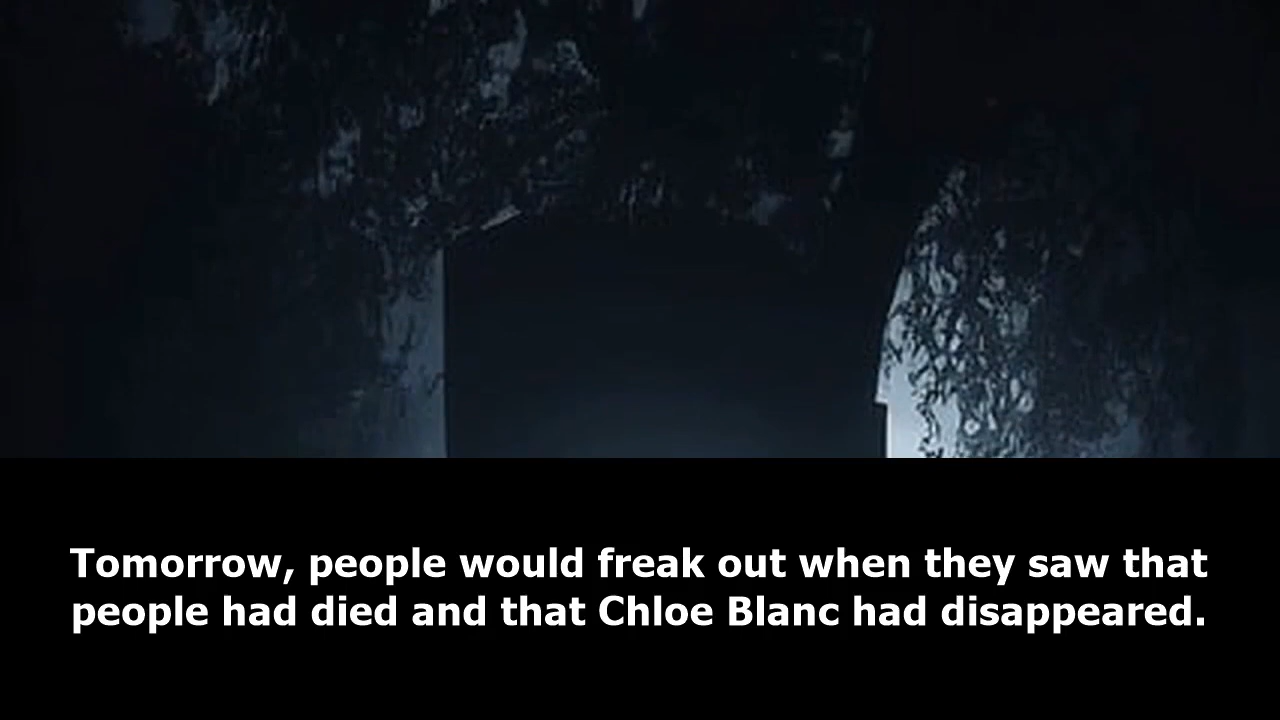 Tomorrow, people would freak out when they saw that
people had died and that Chloe Blanc had disappeared.